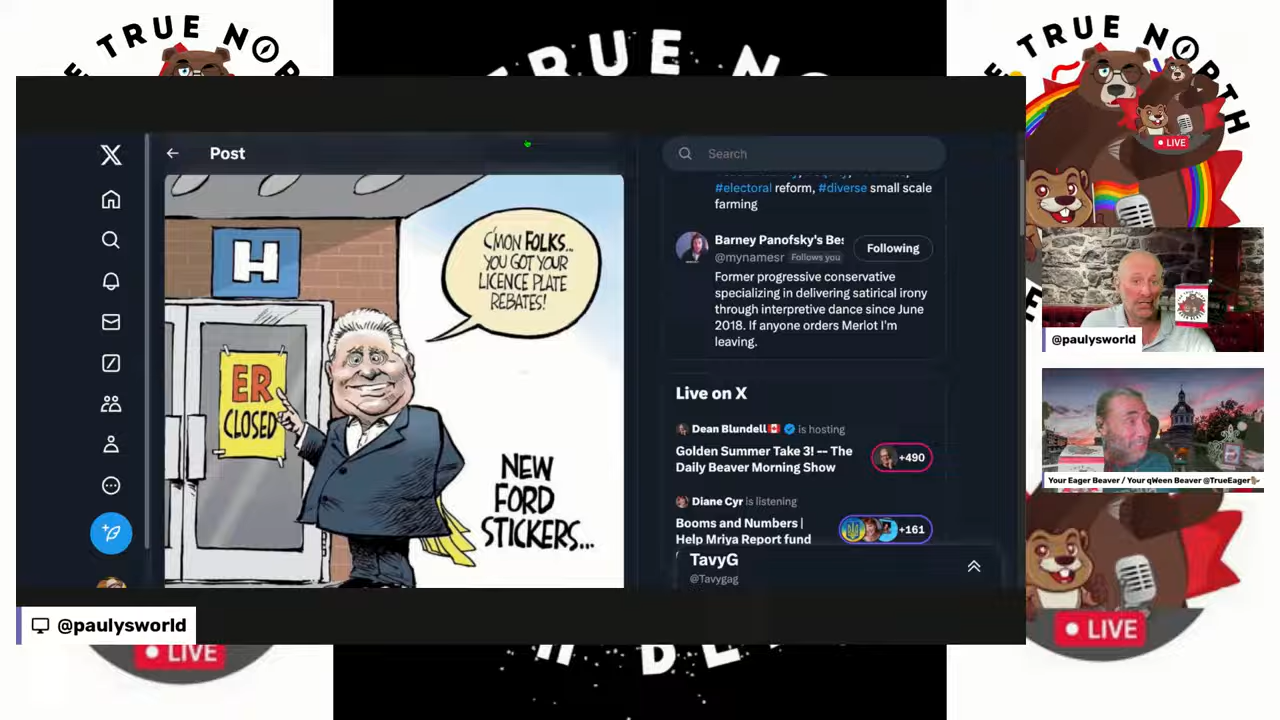 TRUE NORTH
TRUE NO
TRUE NORTH
LIVE
Post
Search
#electoral reform, #diverse small scale
farming
H
C'MON FOLKS...
YOU GOT YOUR
LICENCE PLATE
REBATES!
ER
CLOSED
NEW
FORD
STICKERS...
Barney Panofsky's Be
Following
@mynamesr Follows you
Former progressive conservative
specializing in delivering satirical irony
through interpretive dance since June
2018. If anyone orders Merlot I'm
leaving.
Live on X
Dean Blundell is hosting
Golden Summer Take 3! -- The
Daily Beaver Morning Show
+490
Diane Cyr is listening
Booms and Numbers |
Help Mriya Report fund
+161
TavyG
@Tavygag
@paulysworld
Your Eager Beaver / Your qWeen Beaver @TrueEager
@paulysworld
LIVE
LIVE